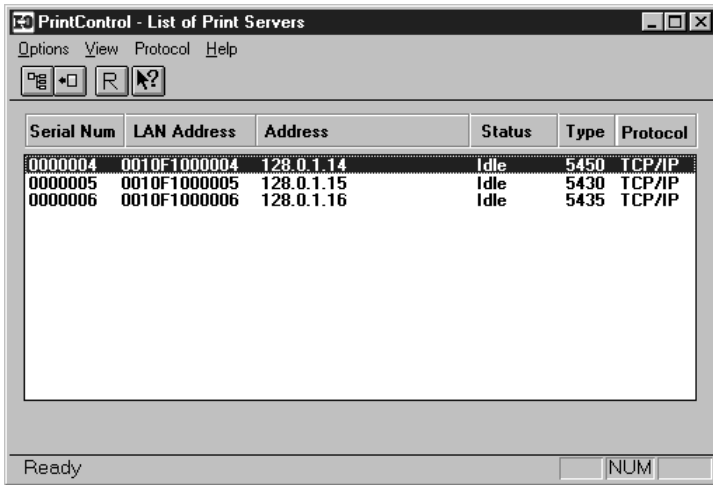 PrintControl - List of Print Servers
Options View Protocol Help
R ?
Serial Num LAN Address Address Status Type Protocol
0000004 0010F1000004 128.0.1.14 Idle 5450 TCP/IP
0000005 0010F1000005 128.0.1.15 Idle 5430 TCP/IP
0000006 0010F1000006 128.0.1.16 Idle 5435 TCP/IP
Ready NUM